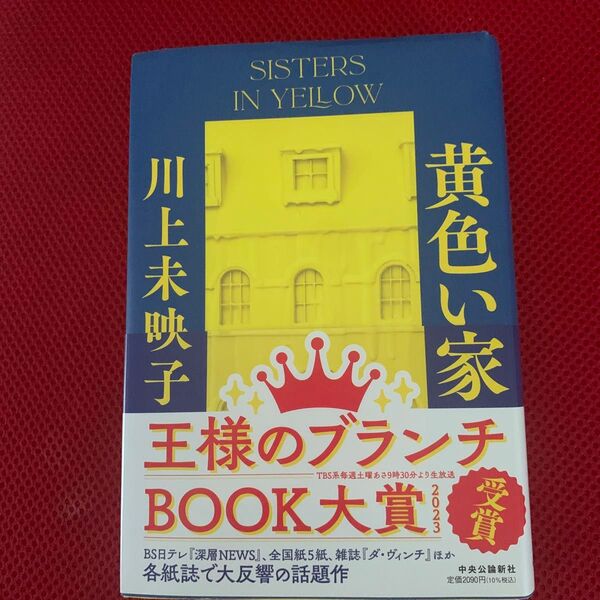 SISTERS
IN YELLOW
黄色い家
川上未映子
王様のブランチ
TBS系毎週土曜あさ9時30分より生放送
BOOK大賞
2023
受賞
BS日テレ『深層NEWS』、全国紙5紙、雑誌『ダ・ヴィンチ』ほか
各紙誌で大反響の話題作
中央公論新社
定価2090円(10%税込)